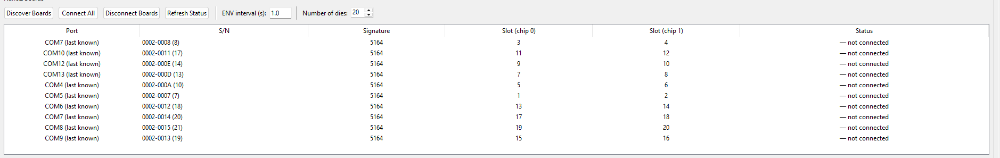 Discover Boards Connect All Disconnect Boards Refresh Status ENV interval (s): 1.0 Number of dies: 20
Port S/N Signature Slot (chip 0) Slot (chip 1) Status
COM7 (last known) 0002-0008 (8) 5164 3 4 — not connected
COM10 (last known) 0002-0011 (17) 5164 11 12 — not connected
COM12 (last known) 0002-000E (14) 5164 9 10 — not connected
COM13 (last known) 0002-000D (13) 5164 7 8 — not connected
COM4 (last known) 0002-000A (10) 5164 5 6 — not connected
COM5 (last known) 0002-0007 (7) 5164 1 2 — not connected
COM6 (last known) 0002-0012 (18) 5164 13 14 — not connected
COM7 (last known) 0002-0014 (20) 5164 17 18 — not connected
COM8 (last known) 0002-0015 (21) 5164 19 20 — not connected
COM9 (last known) 0002-0013 (19) 5164 15 16 — not connected